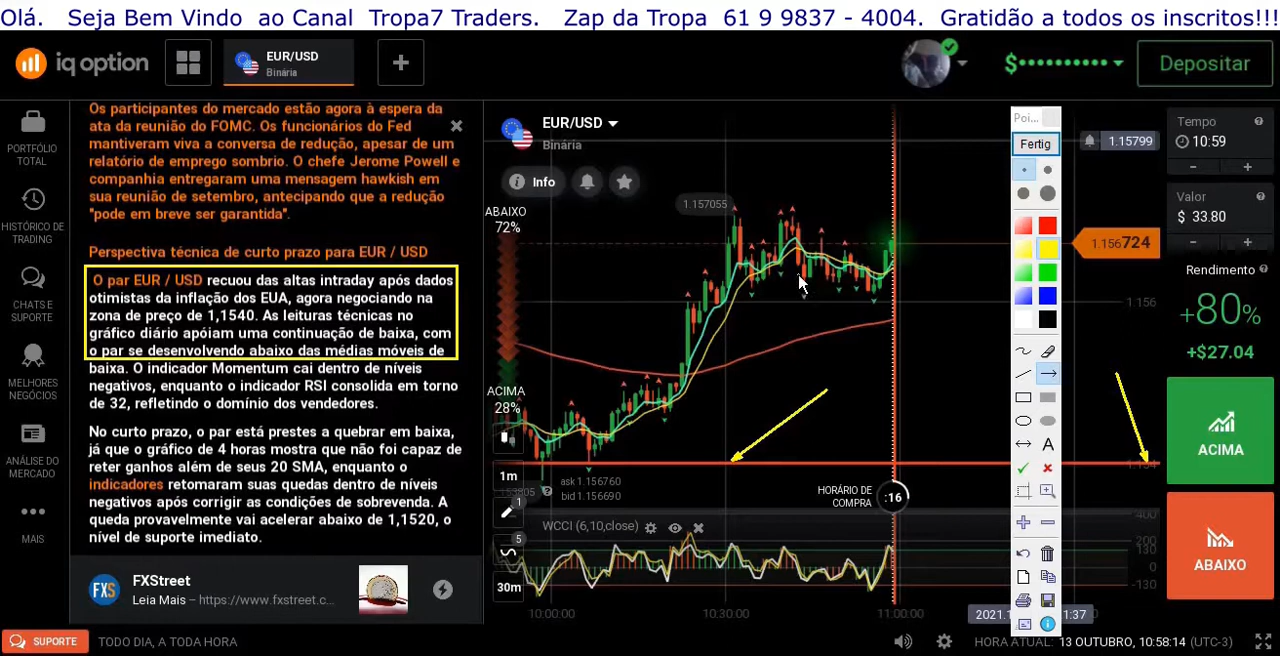 Olá.   Seja Bem Vindo  ao Canal  Tropa7 Traders.   Zap da Tropa  61 9 9837 - 4004.  Gratidão a todos os inscritos!!!
iq option
EUR/USD
Binária
$
Depositar
PORTFÓLIO
TOTAL
HISTÓRICO DE
TRADING
CHATS E
SUPORTE
MELHORES
NEGÓCIOS
ANÁLISE DO
MERCADO
MAIS
Os participantes do mercado estão agora à espera da
ata da reunião do FOMC. Os funcionários do Fed
mantiveram viva a conversa de redução, apesar de um
relatório de emprego sombrio. O chefe Jerome Powell e
companhia entregaram uma mensagem hawkish em
sua reunião de setembro, antecipando que a redução
"pode em breve ser garantida".
Perspectiva técnica de curto prazo para EUR / USD
O par EUR / USD recuou das altas intraday após dados
otimistas da inflação dos EUA, agora negociando na
zona de preço de 1,1540. As leituras técnicas no
gráfico diário apóiam uma continuação de baixa, com
o par se desenvolvendo abaixo das médias móveis de
baixa. O indicador Momentum cai dentro de níveis
negativos, enquanto o indicador RSI consolida em torno
de 32, refletindo o domínio dos vendedores.
No curto prazo, o par está prestes a quebrar em baixa,
já que o gráfico de 4 horas mostra que não foi capaz de
reter ganhos além de seus 20 SMA, enquanto o
indicadores retomaram suas quedas dentro de níveis
negativos após corrigir as condições de sobrevenda. A
queda provavelmente vai acelerar abaixo de 1,1520, o
nível de suporte imediato.
FXS
FXStreet
Leia Mais – https://www.fxstreet.c...
EUR/USD
Binária
Info
ABAIXO
72%
1.157055
ACIMA
28%
1m
1
5
30m
ask 1.156760
bid 1.156690
WCCI (6,10,close)
HORÁRIO DE
COMPRA
:16
10:00:00
10:30:00
11:00:00
Poi...
Fertig
A
1.15799
1.156724
1.156
400
200
130
0
-130
2021.1
1:37
Tempo
10:59
Valor
$ 33.80
Rendimento
+80%
+$27.04
ACIMA
ABAIXO
SUPORTE
TODO DIA, A TODA HORA
HORA ATUAL: 13 OUTUBRO, 10:58:14 (UTC-3)